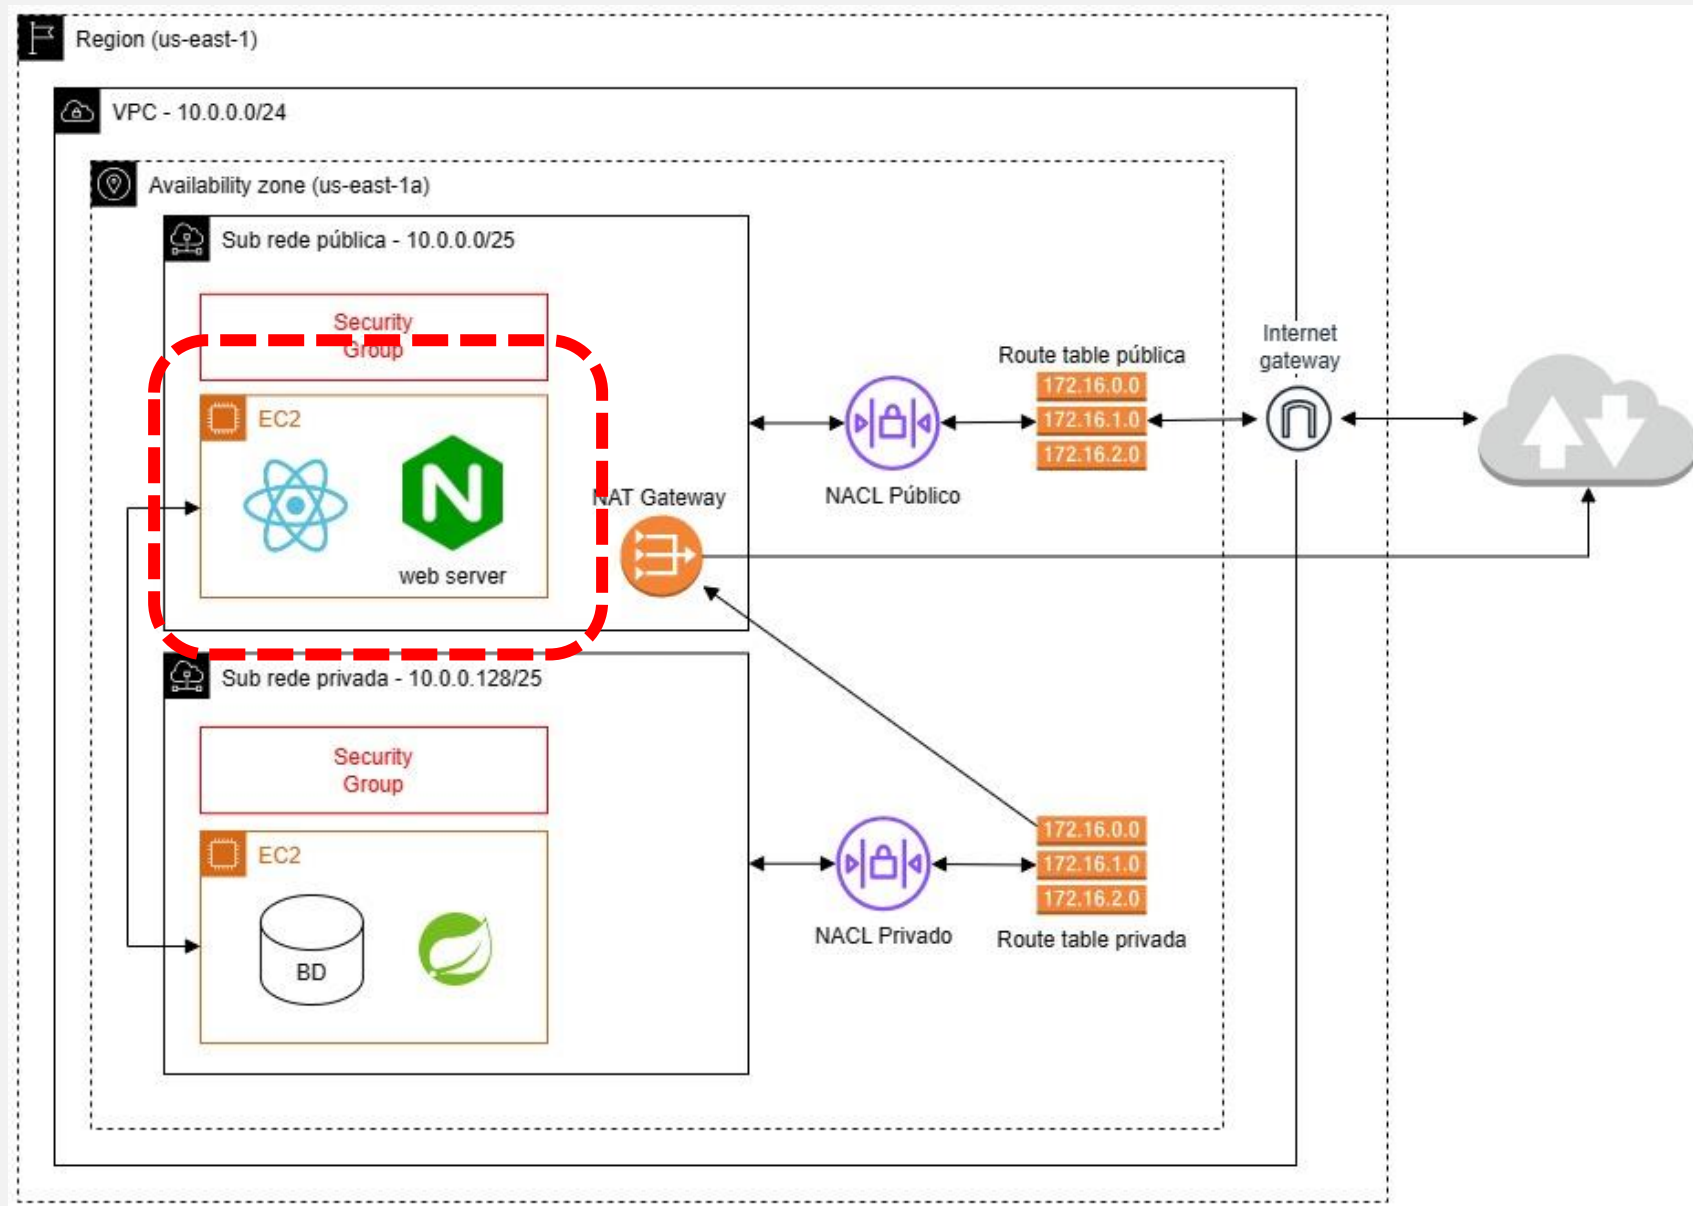 Region (us-east-1)
VPC - 10.0.0.0/24
Availability zone (us-east-1a)
Sub rede pública - 10.0.0.0/25
Security
Group
EC2
N
web server
NAT Gateway
NACL Público
Route table pública
172.16.0.0
172.16.1.0
172.16.2.0
Internet
gateway
Sub rede privada - 10.0.0.128/25
Security
Group
EC2
BD
NACL Privado
172.16.0.0
172.16.1.0
172.16.2.0
Route table privada